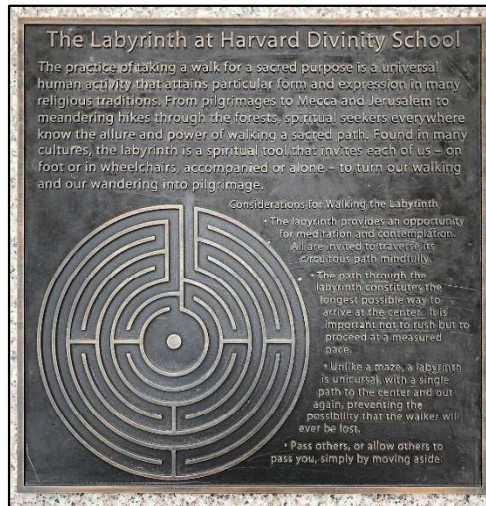 The Labyrinth at Harvard Divinity School
The practice of taking a walk for a sacred purpose is a universal
human activity that attains particular form and expression in many
religious traditions. From pilgrimages to Mecca and Jerusalem to
meandering hikes through the forests, spiritual seekers everywhere
know the allure and power of walking a sacred path. Found in many
cultures, the labyrinth is a spiritual tool that invites each of us – on
foot or in wheelchairs, accompanied or alone – to turn our walking
and our wandering into pilgrimage.
Considerations for Walking the Labyrinth
• The labyrinth provides an opportunity
for meditation and contemplation.
All are invited to traverse its
circuitous path mindfully.
• The path through the
labyrinth constitutes the
longest possible way to
arrive at the center. It is
important not to rush but to
proceed at a measured
pace.
• Unlike a maze, a labyrinth
is unicursal, with a single
path to the center and out
again, preventing the
possibility that the walker will
ever be lost.
• Pass others, or allow others to
pass you, simply by moving aside.